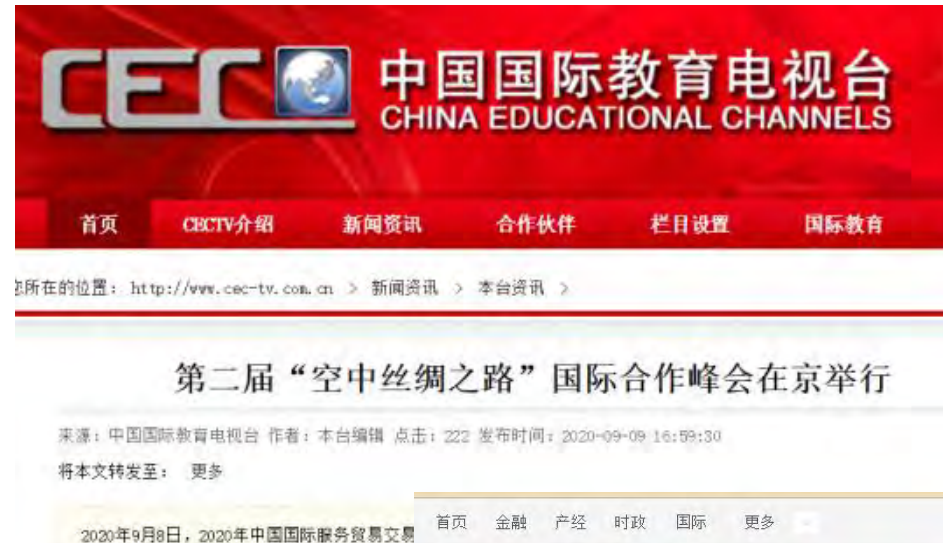 CEC
中国国际教育电视台
CHINA EDUCATIONAL CHANNELS
首页 CECTV介绍 新闻资讯 合作伙伴 栏目设置 国际教育
所在的位置: http://www.cec-tv.com.cn > 新闻资讯 > 本台资讯 >
第二届“空中丝绸之路”国际合作峰会在京举行
来源: 中国国际教育电视台 作者: 本台编辑 点击: 222 发布时间: 2020-09-09 16:59:30
将本文转发至: 更多
2020年9月8日, 2020年中国国际服务贸易交易
首页 金融 产经 时政 国际 更多